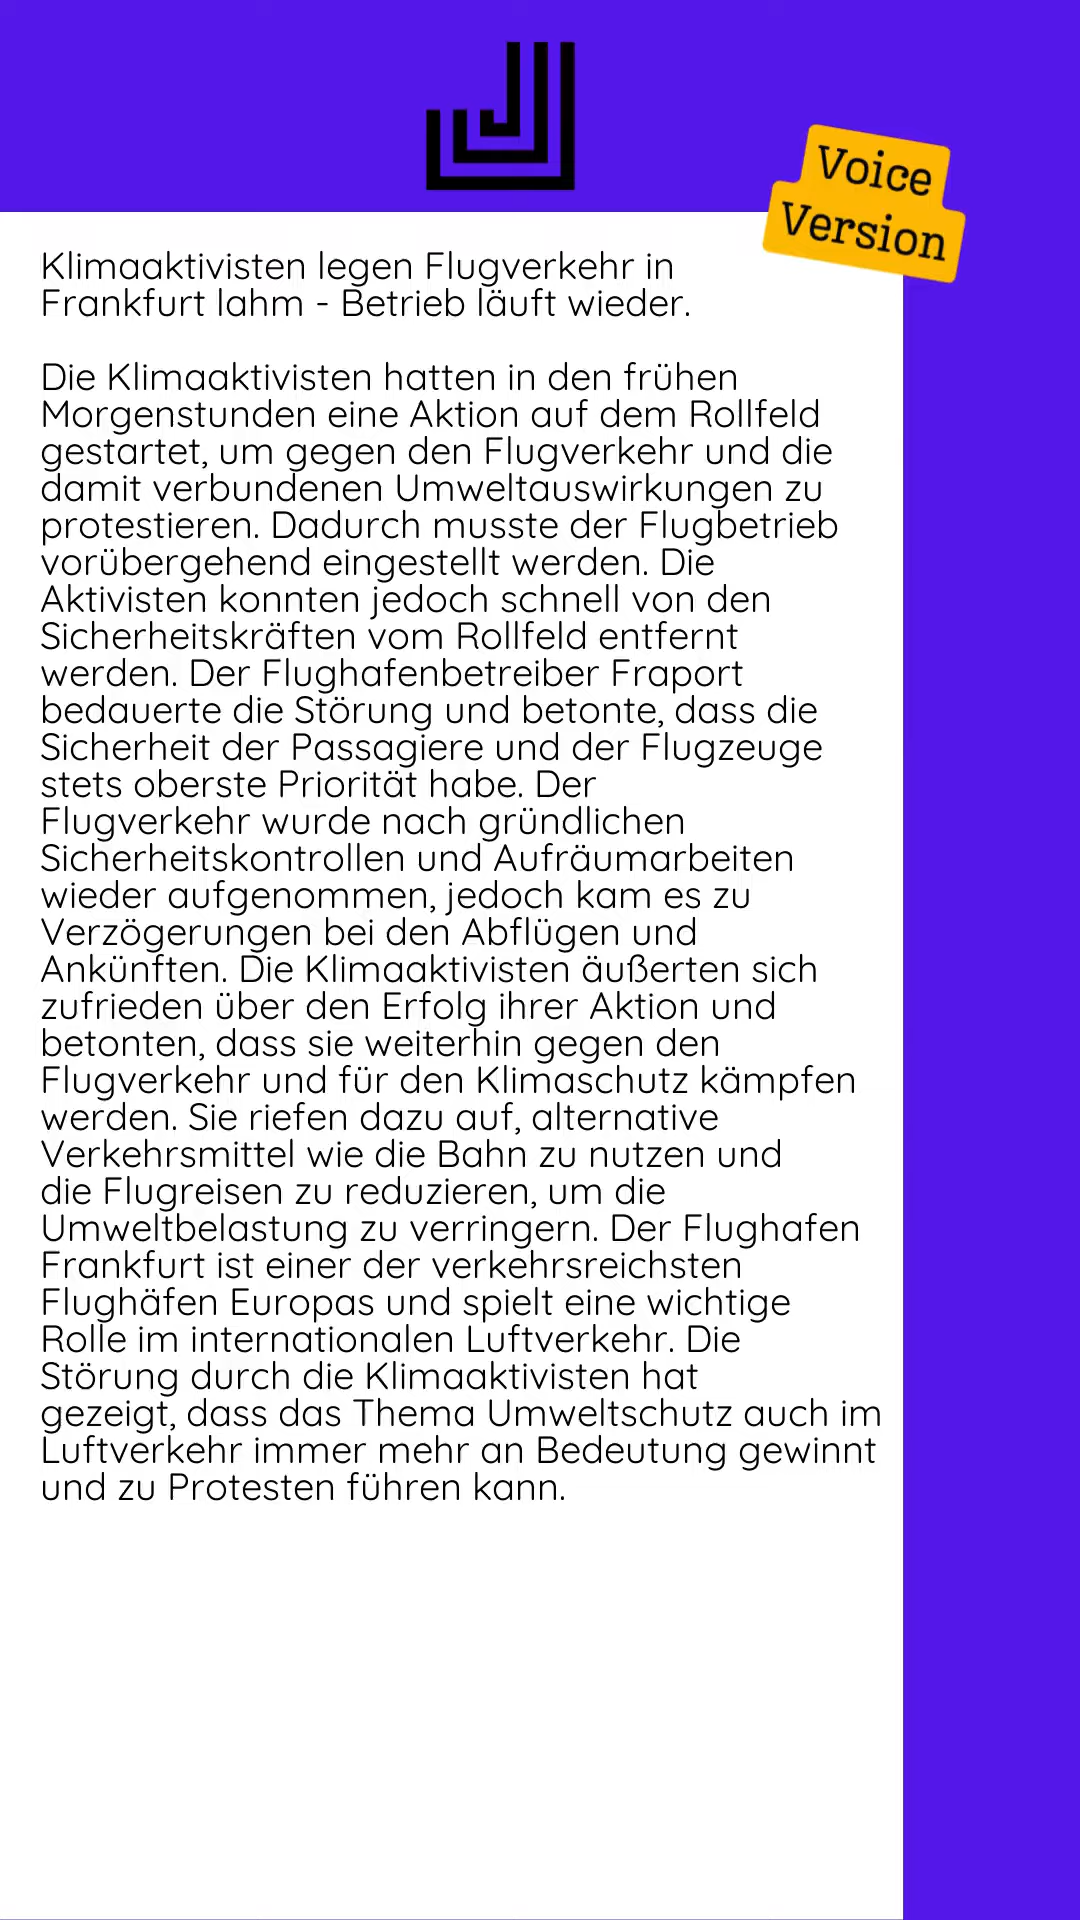 Voice
Version
Klimaaktivisten legen Flugverkehr in
Frankfurt lahm - Betrieb läuft wieder.
Die Klimaaktivisten hatten in den frühen
Morgenstunden eine Aktion auf dem Rollfeld
gestartet, um gegen den Flugverkehr und die
damit verbundenen Umweltauswirkungen zu
protestieren. Dadurch musste der Flugbetrieb
vorübergehend eingestellt werden. Die
Aktivisten konnten jedoch schnell von den
Sicherheitskräften vom Rollfeld entfernt
werden. Der Flughafenbetreiber Fraport
bedauerte die Störung und betonte, dass die
Sicherheit der Passagiere und der Flugzeuge
stets oberste Priorität habe. Der
Flugverkehr wurde nach gründlichen
Sicherheitskontrollen und Aufräumarbeiten
wieder aufgenommen, jedoch kam es zu
Verzögerungen bei den Abflügen und
Ankünften. Die Klimaaktivisten äußerten sich
zufrieden über den Erfolg ihrer Aktion und
betonten, dass sie weiterhin gegen den
Flugverkehr und für den Klimaschutz kämpfen
werden. Sie riefen dazu auf, alternative
Verkehrsmittel wie die Bahn zu nutzen und
die Flugreisen zu reduzieren, um die
Umweltbelastung zu verringern. Der Flughafen
Frankfurt ist einer der verkehrsreichsten
Flughäfen Europas und spielt eine wichtige
Rolle im internationalen Luftverkehr. Die
Störung durch die Klimaaktivisten hat
gezeigt, dass das Thema Umweltschutz auch im
Luftverkehr immer mehr an Bedeutung gewinnt
und zu Protesten führen kann.